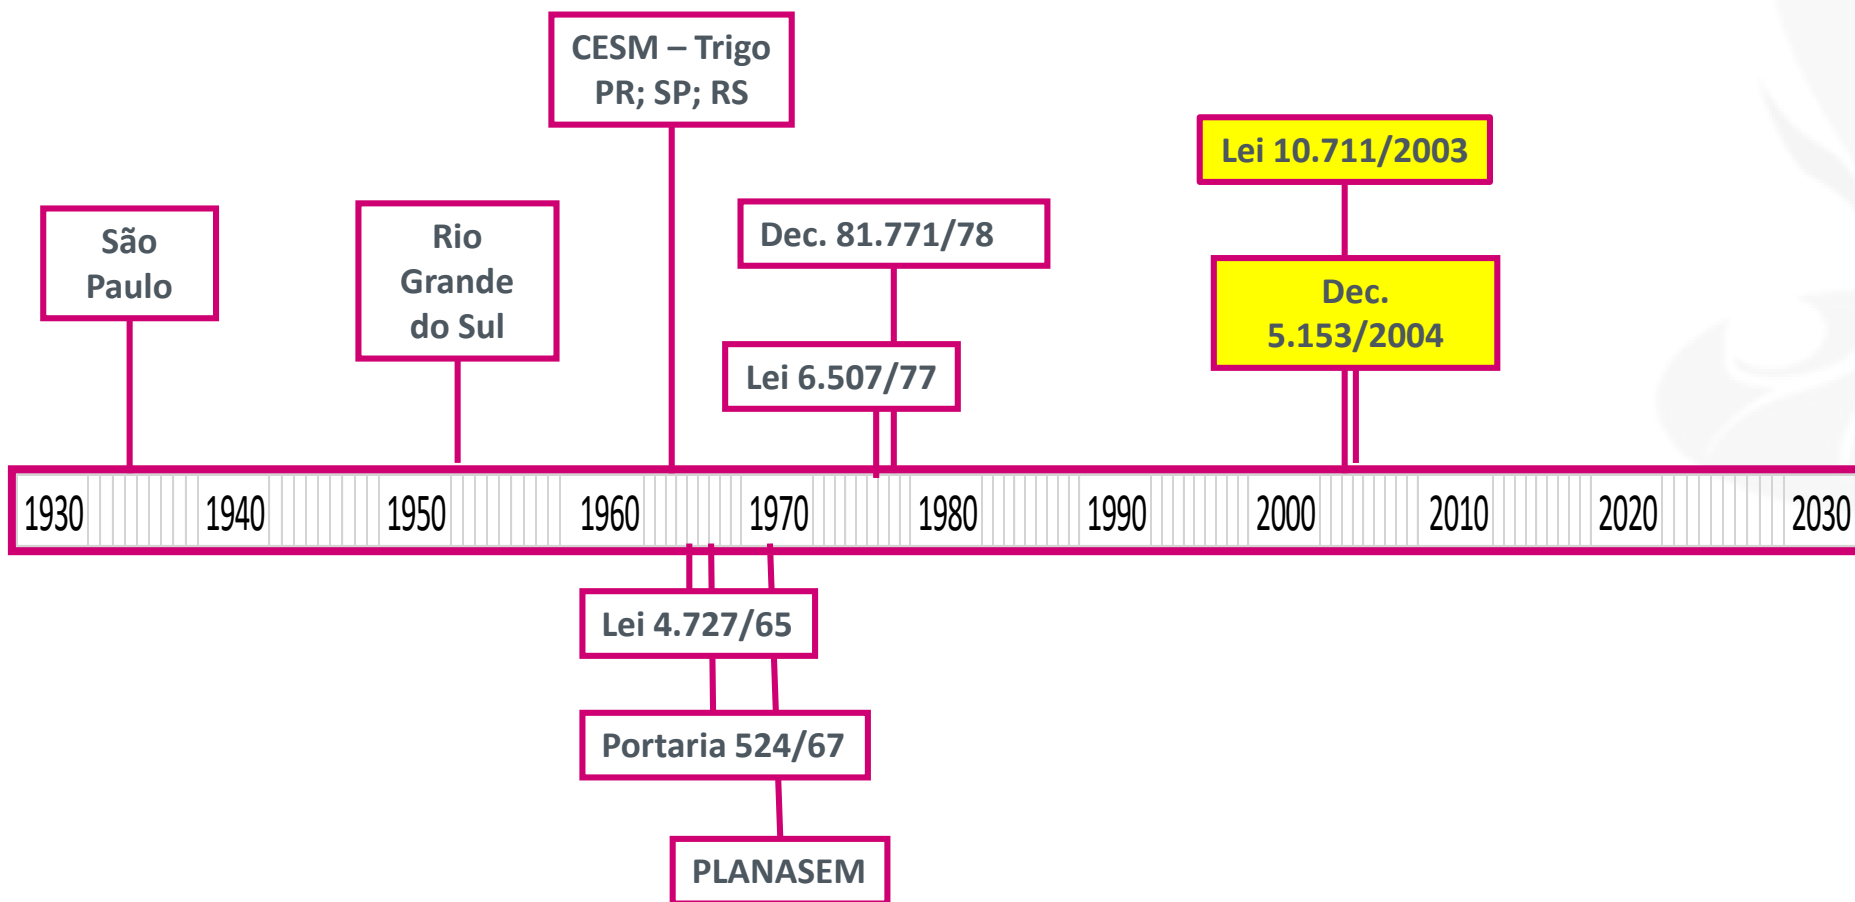 CESM – Trigo
PR; SP; RS
Lei 10.711/2003
São
Paulo
Rio
Grande
do Sul
Dec. 81.771/78
Dec.
5.153/2004
Lei 6.507/77
1930 1940 1950 1960 1970 1980 1990 2000 2010 2020 2030
Lei 4.727/65
Portaria 524/67
PLANASEM